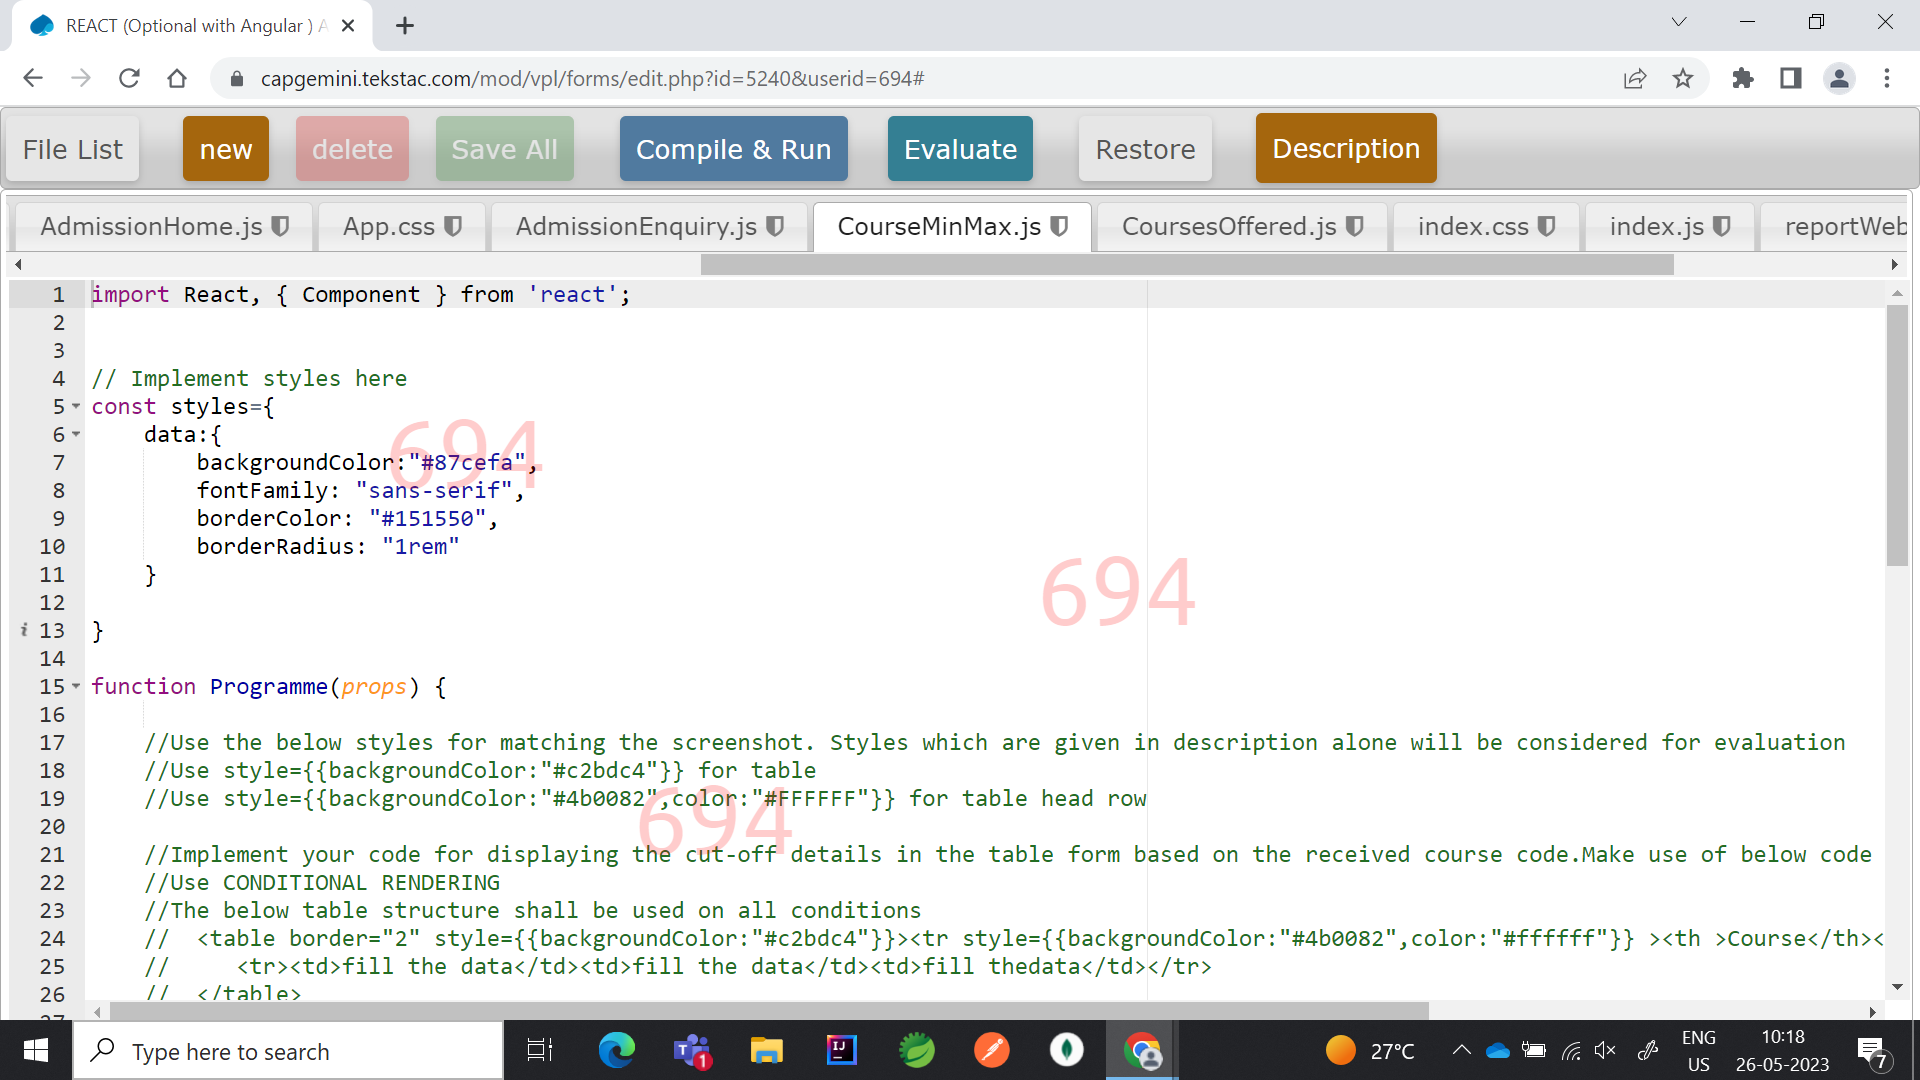 REACT (Optional with Angular ) A
capgemini.tekstac.com/mod/vpl/forms/edit.php?id=5240&userid=694#
File List new delete Save All Compile & Run Evaluate Restore Description
AdmissionHome.js App.css AdmissionEnquiry.js CourseMinMax.js CoursesOffered.js index.css index.js reportWeb
1 import React, { Component } from 'react';
2
3
4 // Implement styles here
5 const styles={
6 data:{
7 backgroundColor:"#87cefa",
8 fontFamily: "sans-serif",
9 borderColor: "#151550",
10 borderRadius: "1rem"
11 }
12
13 }
14
15 function Programme(props) {
16
17 //Use the below styles for matching the screenshot. Styles which are given in description alone will be considered for evaluation
18 //Use style={{backgroundColor:"#c2bdc4"}} for table
19 //Use style={{backgroundColor:"#4b0082",color:"#FFFFFF"}} for table head row
20
21 //Implement your code for displaying the cut-off details in the table form based on the received course code.Make use of below code
22 //Use CONDITIONAL RENDERING
23 //The below table structure shall be used on all conditions
24 // <table border="2" style={{backgroundColor:"#c2bdc4"}}><tr style={{backgroundColor:"#4b0082",color:"#ffffff"}} ><th >Course</th><
25 // <tr><td>fill the data</td><td>fill the data</td><td>fill thedata</td></tr>
26 // </table>
27
694
694
694
Type here to search
1
IJ
27°C
ENG
US
10:18
26-05-2023
7